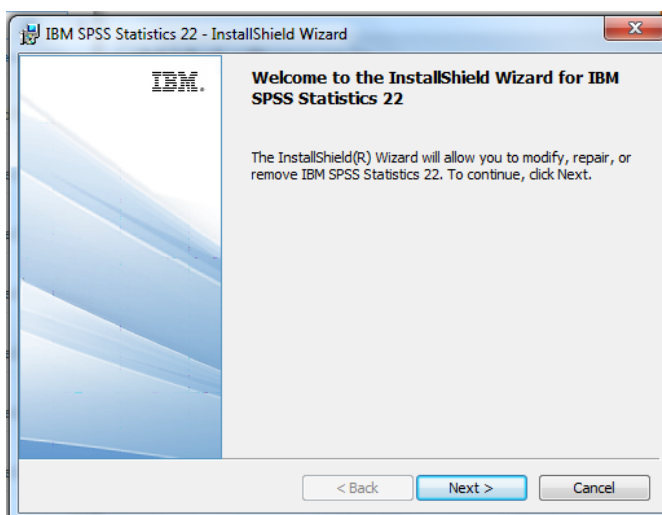 IBM SPSS Statistics 22 - InstallShield Wizard
IBM.
Welcome to the InstallShield Wizard for IBM
SPSS Statistics 22
The InstallShield(R) Wizard will allow you to modify, repair, or
remove IBM SPSS Statistics 22. To continue, click Next.
< Back
Next >
Cancel